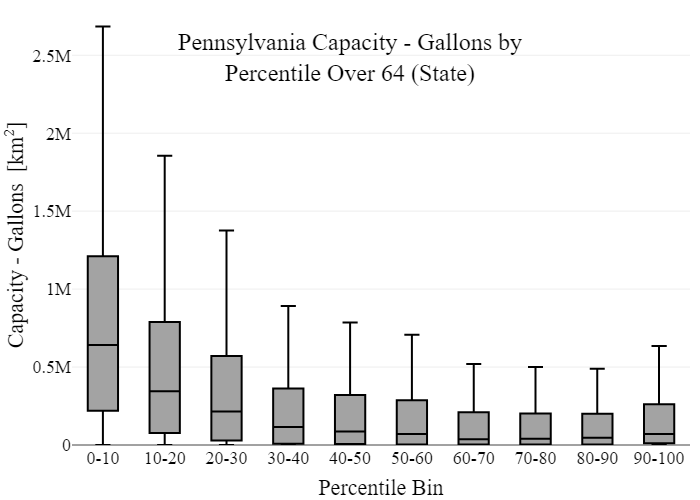 Pennsylvania Capacity - Gallons by
Percentile Over 64 (State)
Capacity - Gallons [km²]
2.5M
2M
1.5M
1M
0.5M
0
0-10 10-20 20-30 30-40 40-50 50-60 60-70 70-80 80-90 90-100
Percentile Bin